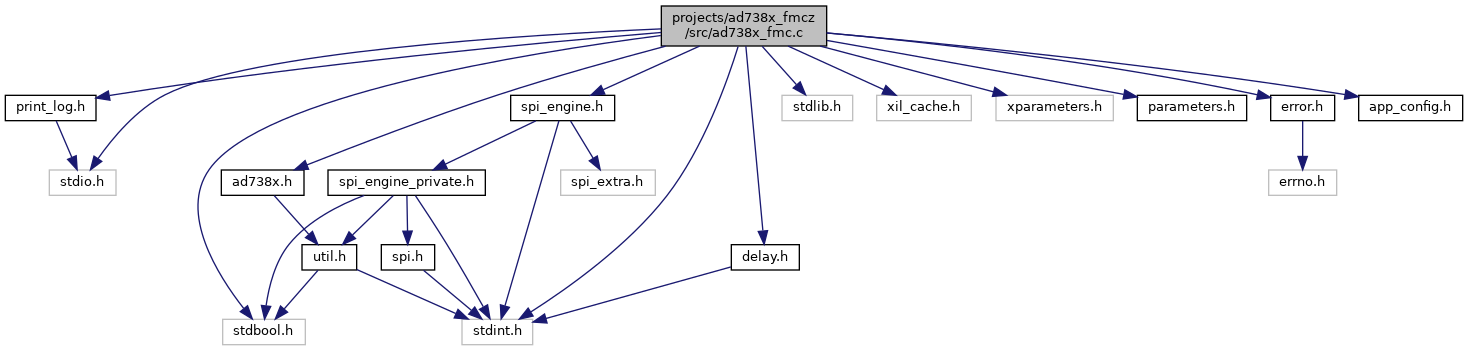 projects/ad738x_fmcz
/src/ad738x_fmc.c
print_log.h
spi_engine.h
stdlib.h
xil_cache.h
xparameters.h
parameters.h
error.h
app_config.h
stdio.h
ad738x.h
spi_engine_private.h
spi_extra.h
errno.h
util.h
spi.h
delay.h
stdbool.h
stdint.h